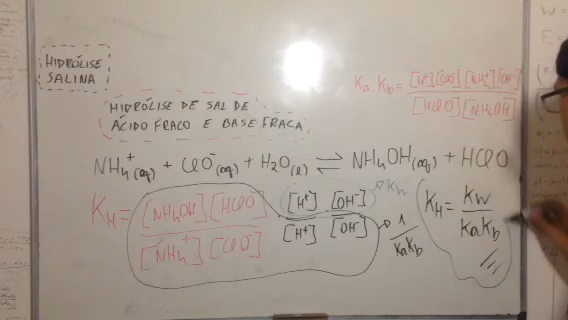 HIDRÓLISE
SALINA
Ka.Kb = [H⁺][ClO⁻][NH₄⁺][OH⁻]
[HClO][NH₄OH]
HIDRÓLISE DE SAL DE
ÁCIDO FRACO E BASE FRACA
NH₄⁺(aq) + ClO⁻(aq) + H₂O(l) ⇌ NH₄OH(aq) + HClO
KH = [NH₄OH][HClO] [H⁺] [OH⁻] Kw
[NH₄⁺][ClO⁻] [H⁺] [OH⁻] 1
KaKb
KH = Kw
KaKb